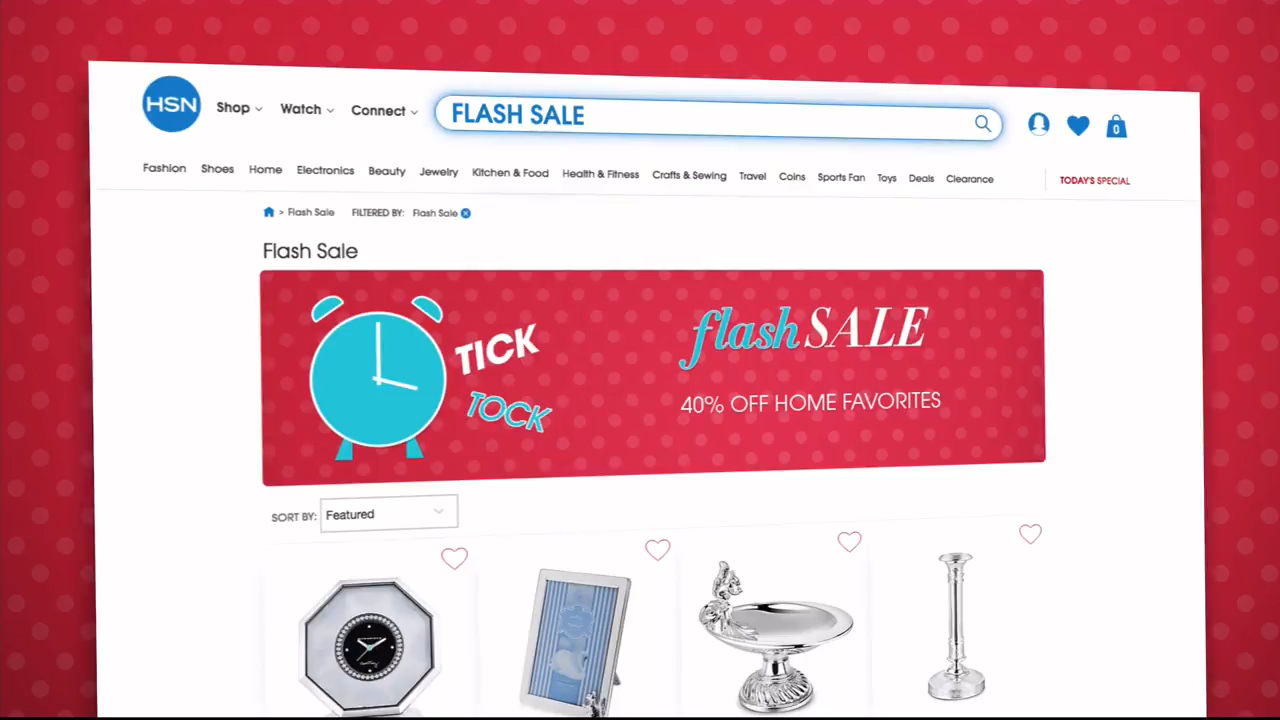 HSN
Shop Watch Connect FLASH SALE 0
Fashion Shoes Home Electronics Beauty Jewelry Kitchen & Food Health & Fitness Crafts & Sewing Travel Coins Sports Fan Toys Deals Clearance TODAY'S SPECIAL
> Flash Sale FILTERED BY: Flash Sale
Flash Sale
TICK
TOCK
flash SALE
40% OFF HOME FAVORITES
SORT BY: Featured